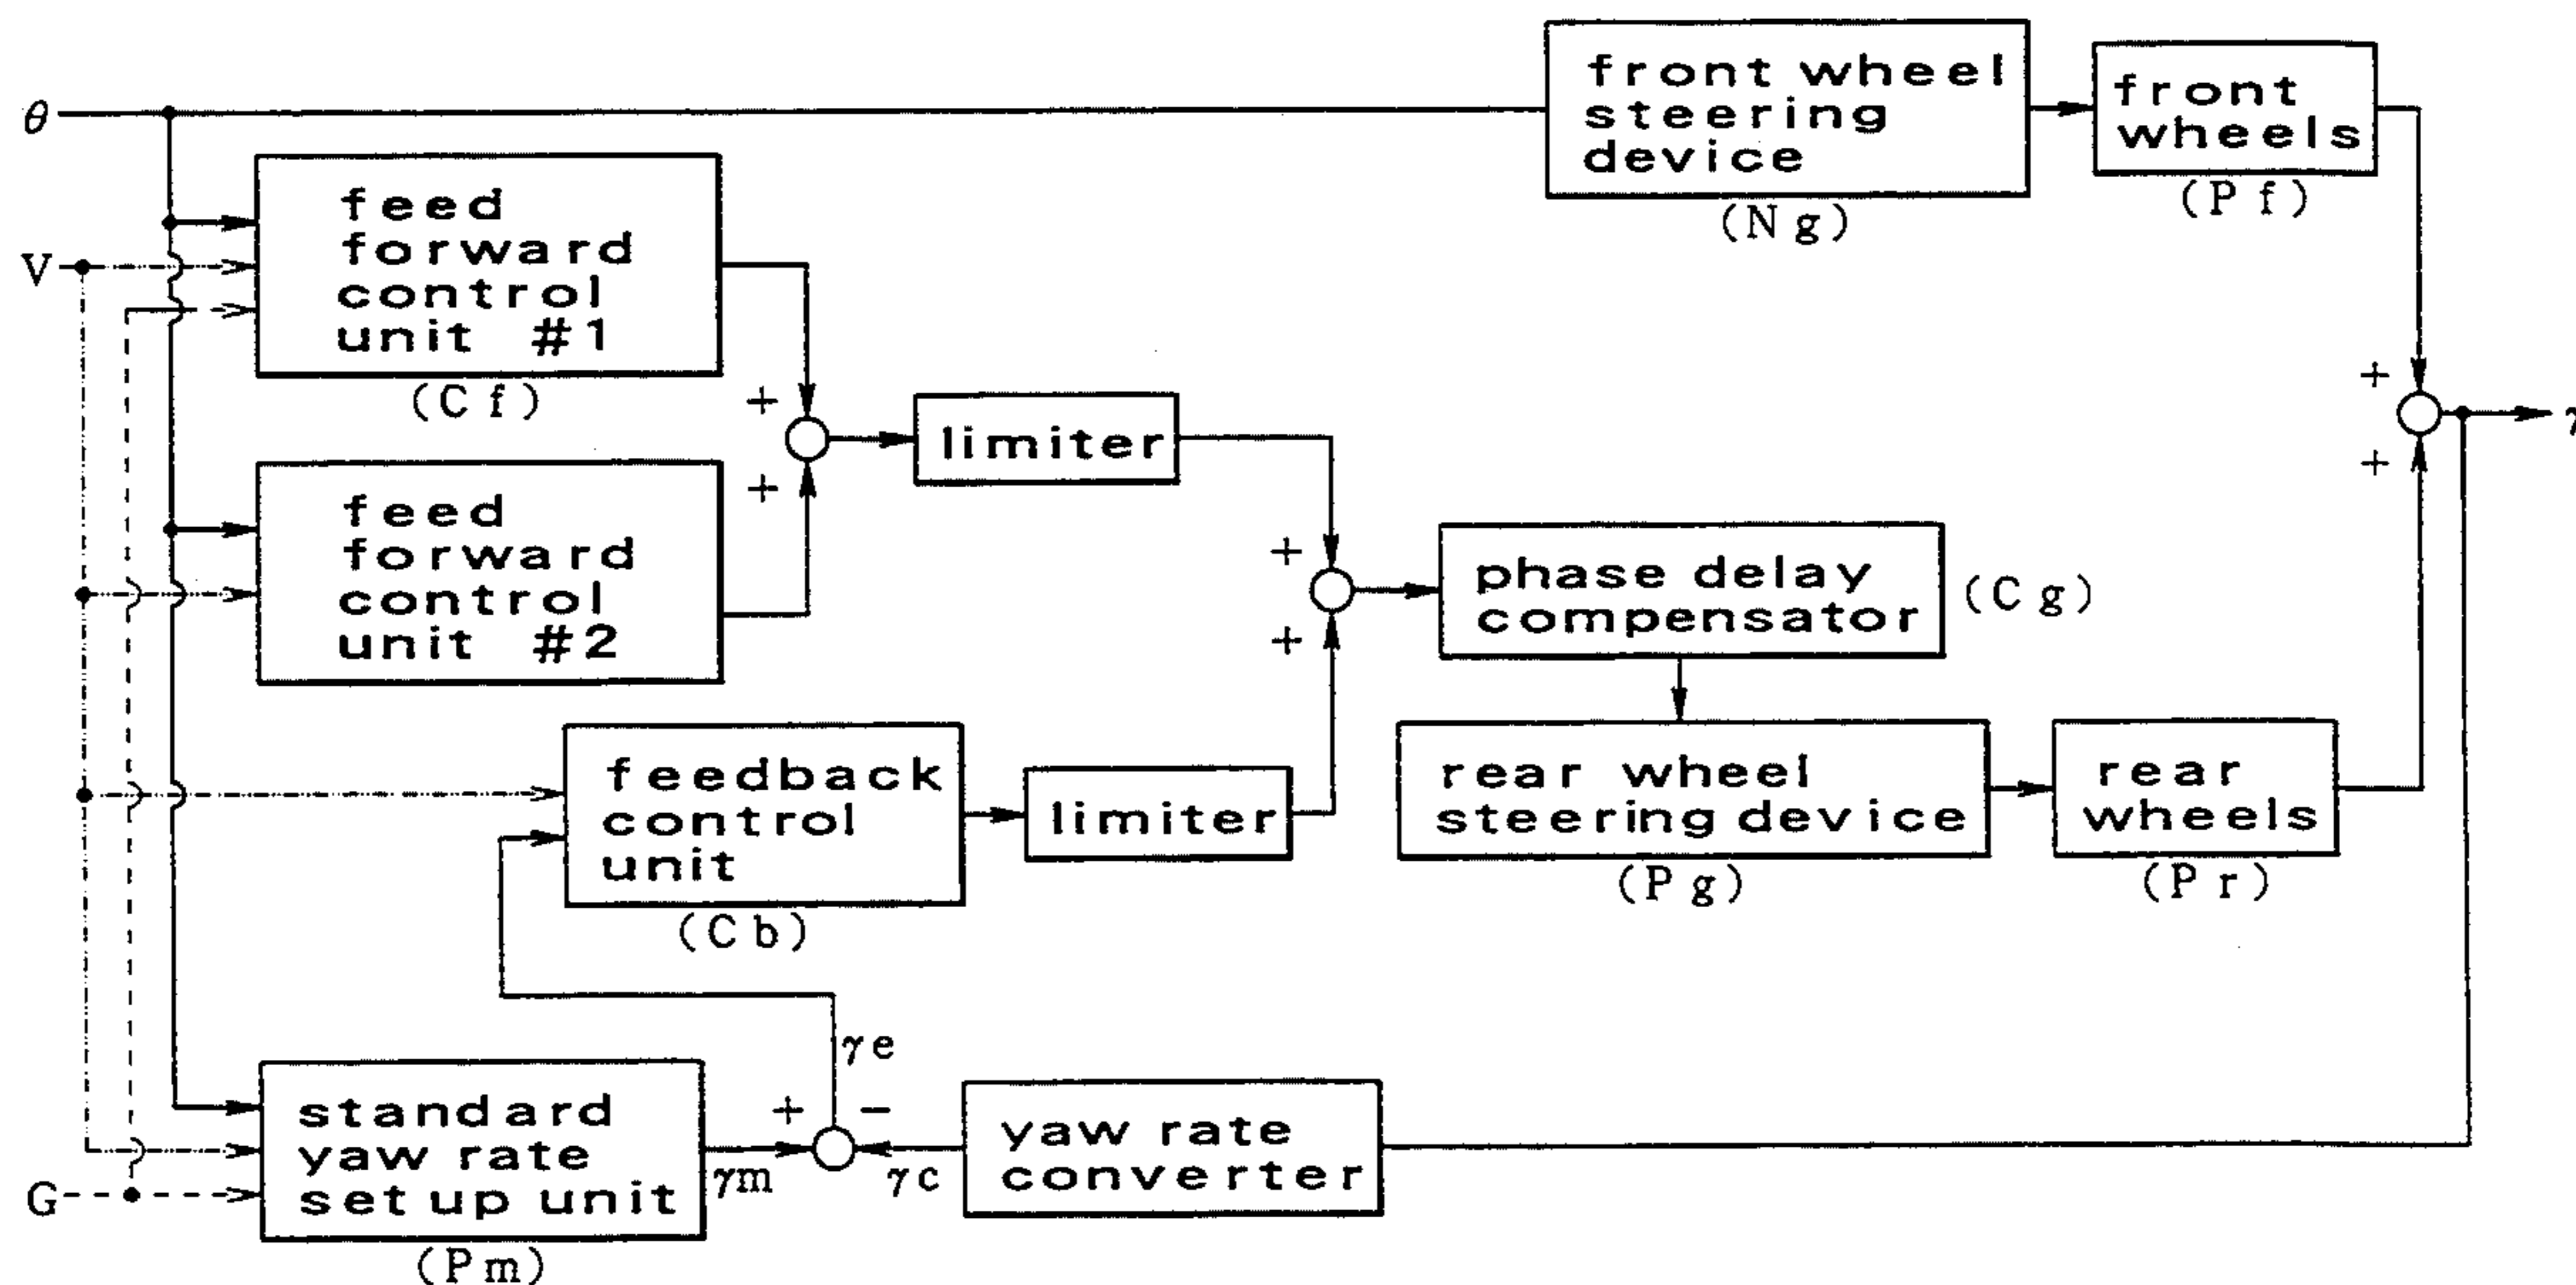 front wheel
steering
device
(Ng)
front
wheels
(Pf)
θ
feed
forward
control
unit #1
(Cf)
V
+
+
limiter
+
+
γ
feed
forward
control
unit #2
+
+
phase delay
compensator
(Cg)
feedback
control
unit
(Cb)
limiter
rear wheel
steering device
(Pg)
rear
wheels
(Pr)
γe
standard
yaw rate
set up unit
(Pm)
+
−
γm
γc
yaw rate
converter
G